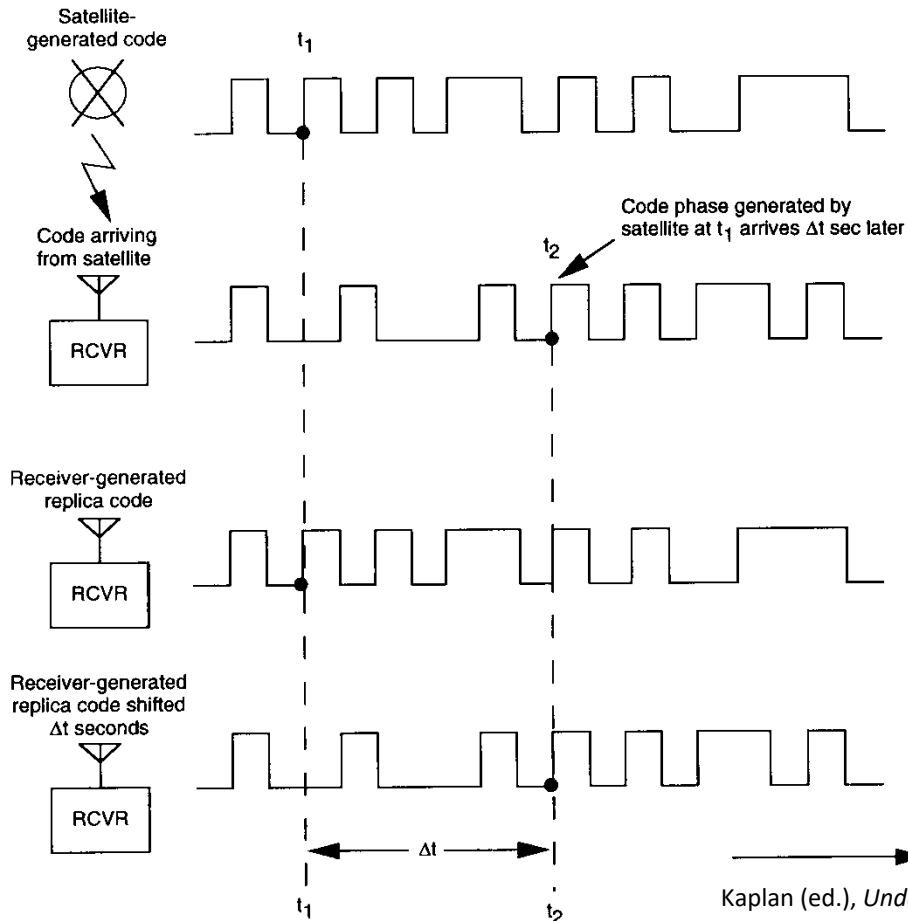 Satellite-
generated code
t1
Code arriving
from satellite
Code phase generated by
satellite at t1 arrives Δt sec later
t2
RCVR
Receiver-generated
replica code
RCVR
Receiver-generated
replica code shifted
Δt seconds
RCVR
Δt
t1
t2
Kaplan (ed.), Und